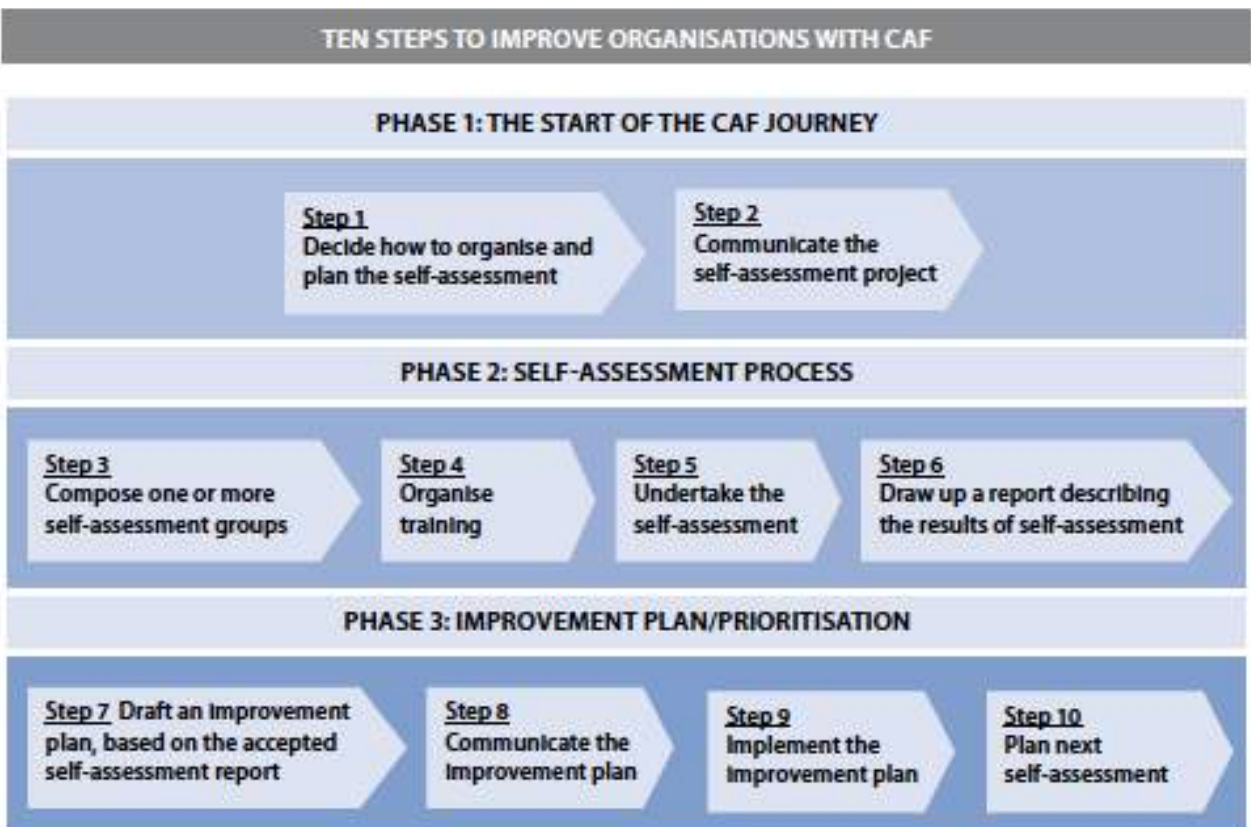 TEN STEPS TO IMPROVE ORGANISATIONS WITH CAF
PHASE 1: THE START OF THE CAF JOURNEY
Step 1
Decide how to organise and
plan the self-assessment
Step 2
Communicate the
self-assessment project
PHASE 2: SELF-ASSESSMENT PROCESS
Step 3
Compose one or more
self-assessment groups
Step 4
Organise
training
Step 5
Undertake the
self-assessment
Step 6
Draw up a report describing
the results of self-assessment
PHASE 3: IMPROVEMENT PLAN/PRIORITISATION
Step 7 Draft an improvement
plan, based on the accepted
self-assessment report
Step 8
Communicate the
improvement plan
Step 9
Implement the
improvement plan
Step 10
Plan next
self-assessment